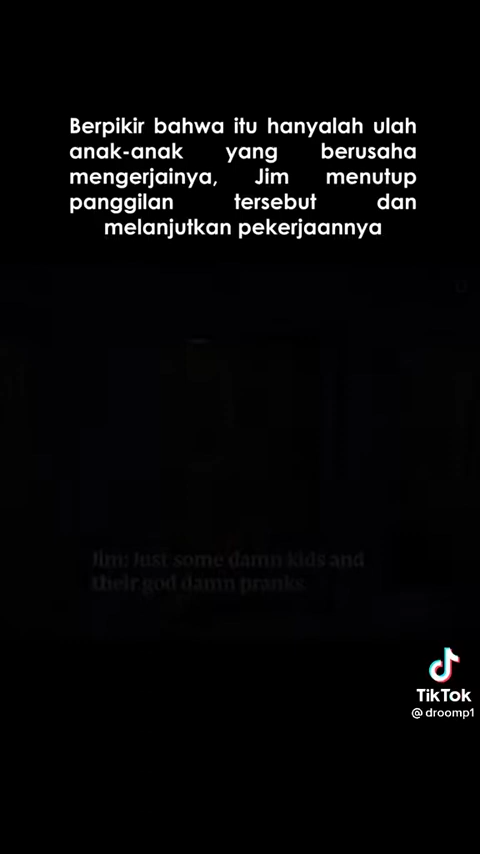 Berpikir bahwa itu hanyalah ulah
anak-anak yang berusaha
mengerjainya, Jim menutup
panggilan tersebut dan
melanjutkan pekerjaannya
Jim: Just some damn kids and
their god damn pranks.
TikTok
@droomp1